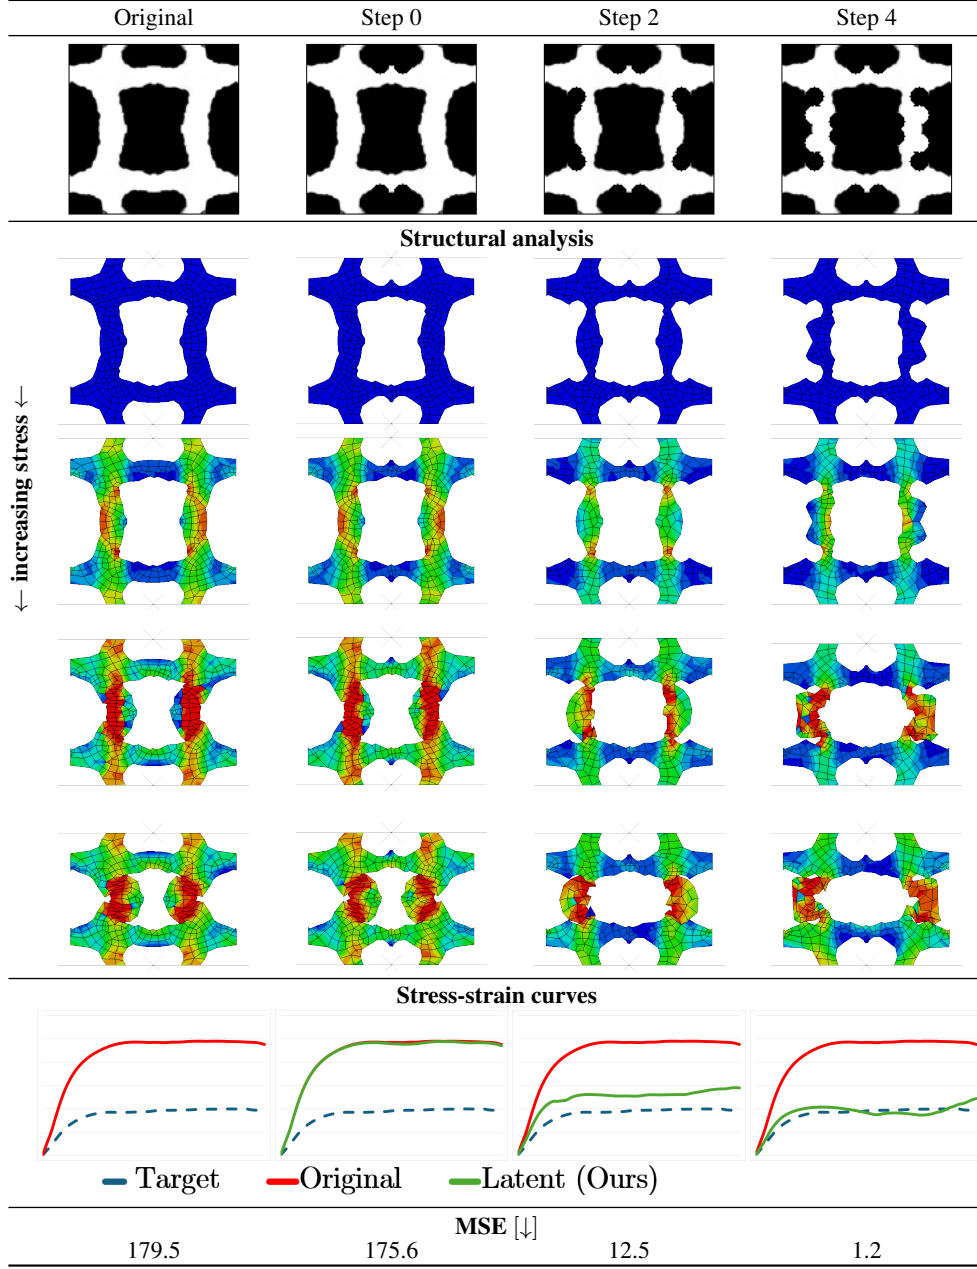 Original Step 0 Step 2 Step 4
Structural analysis
← increasing stress ←
Stress-strain curves
Target Original Latent (Ours)
MSE [↓]
179.5 175.6 12.5 1.2